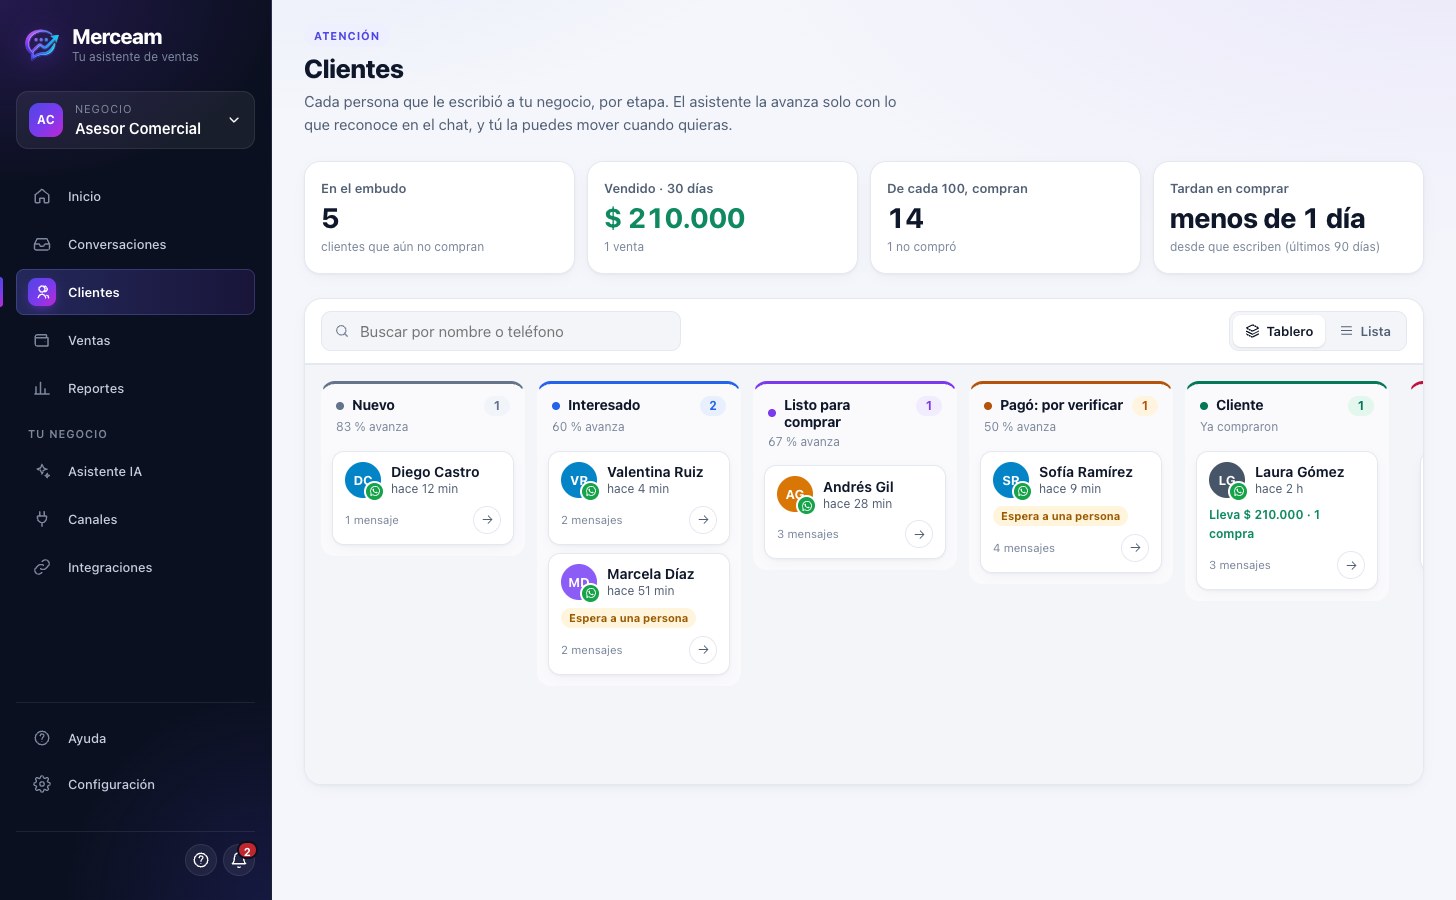 Merceam
Tu asistente de ventas
AC
NEGOCIO
Asesor Comercial
Inicio
Conversaciones
Clientes
Ventas
Reportes
TU NEGOCIO
Asistente IA
Canales
Integraciones
Ayuda
Configuración
2
ATENCIÓN
Clientes
Cada persona que le escribió a tu negocio, por etapa. El asistente la avanza solo con lo
que reconoce en el chat, y tú la puedes mover cuando quieras.
En el embudo
5
clientes que aún no compran
Vendido · 30 días
$ 210.000
1 venta
De cada 100, compran
14
1 no compró
Tardan en comprar
menos de 1 día
desde que escriben (últimos 90 días)
Buscar por nombre o teléfono
Tablero
Lista
Nuevo 1
83 % avanza
DC
Diego Castro
hace 12 min
1 mensaje
Interesado 2
60 % avanza
VR
Valentina Ruiz
hace 4 min
2 mensajes
MD
Marcela Díaz
hace 51 min
Espera a una persona
2 mensajes
Listo para
comprar
1
67 % avanza
AG
Andrés Gil
hace 28 min
3 mensajes
Pagó: por verificar 1
50 % avanza
SR
Sofía Ramírez
hace 9 min
Espera a una persona
4 mensajes
Cliente 1
Ya compraron
LG
Laura Gómez
hace 2 h
Lleva $ 210.000 · 1
compra
3 mensajes